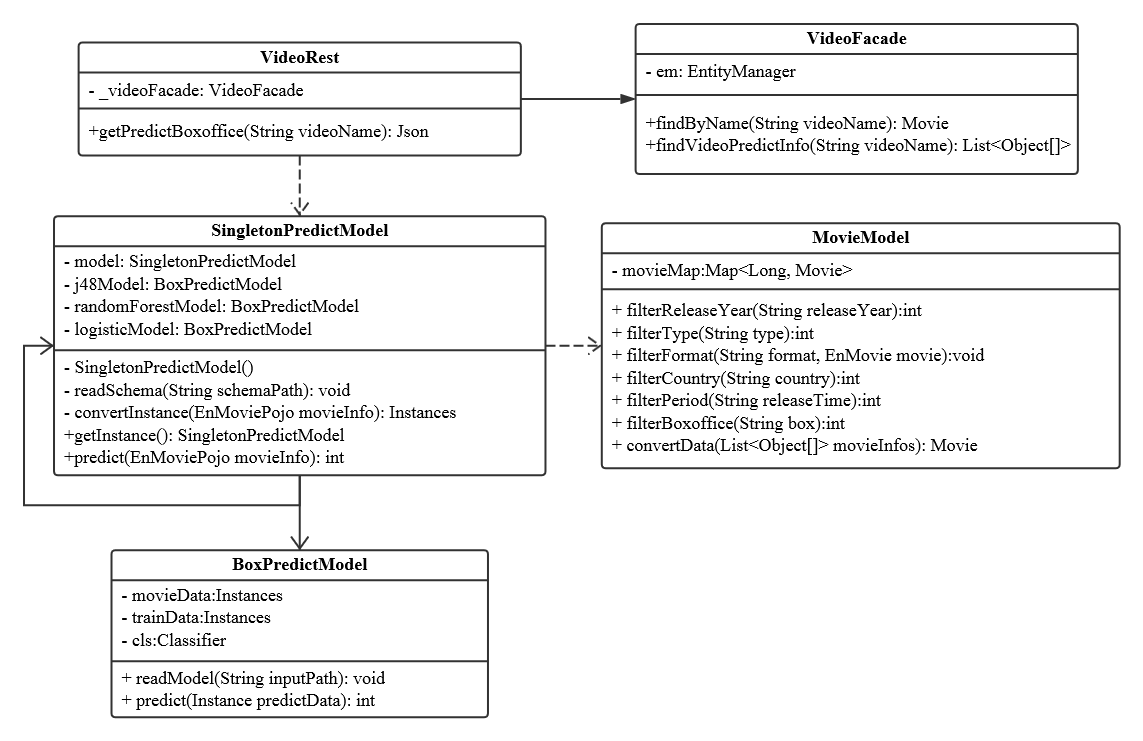 VideoRest
- _videoFacade: VideoFacade
+getPredictBoxoffice(String videoName): Json
VideoFacade
- em: EntityManager
+findByName(String videoName): Movie
+findVideoPredictInfo(String videoName): List<Object[]>
SingletonPredictModel
- model: SingletonPredictModel
- j48Model: BoxPredictModel
- randomForestModel: BoxPredictModel
- logisticModel: BoxPredictModel
- SingletonPredictModel()
- readSchema(String schemaPath): void
- convertInstance(EnMoviePojo movieInfo): Instances
+getInstance(): SingletonPredictModel
+predict(EnMoviePojo movieInfo): int
MovieModel
- movieMap:Map<Long, Movie>
+ filterReleaseYear(String releaseYear):int
+ filterType(String type):int
+ filterFormat(String format, EnMovie movie):void
+ filterCountry(String country):int
+ filterPeriod(String releaseTime):int
+ filterBoxoffice(String box):int
+ convertData(List<Object[]> movieInfos): Movie
BoxPredictModel
- movieData:Instances
- trainData:Instances
- cls:Classifier
+ readModel(String inputPath): void
+ predict(Instance predictData): int